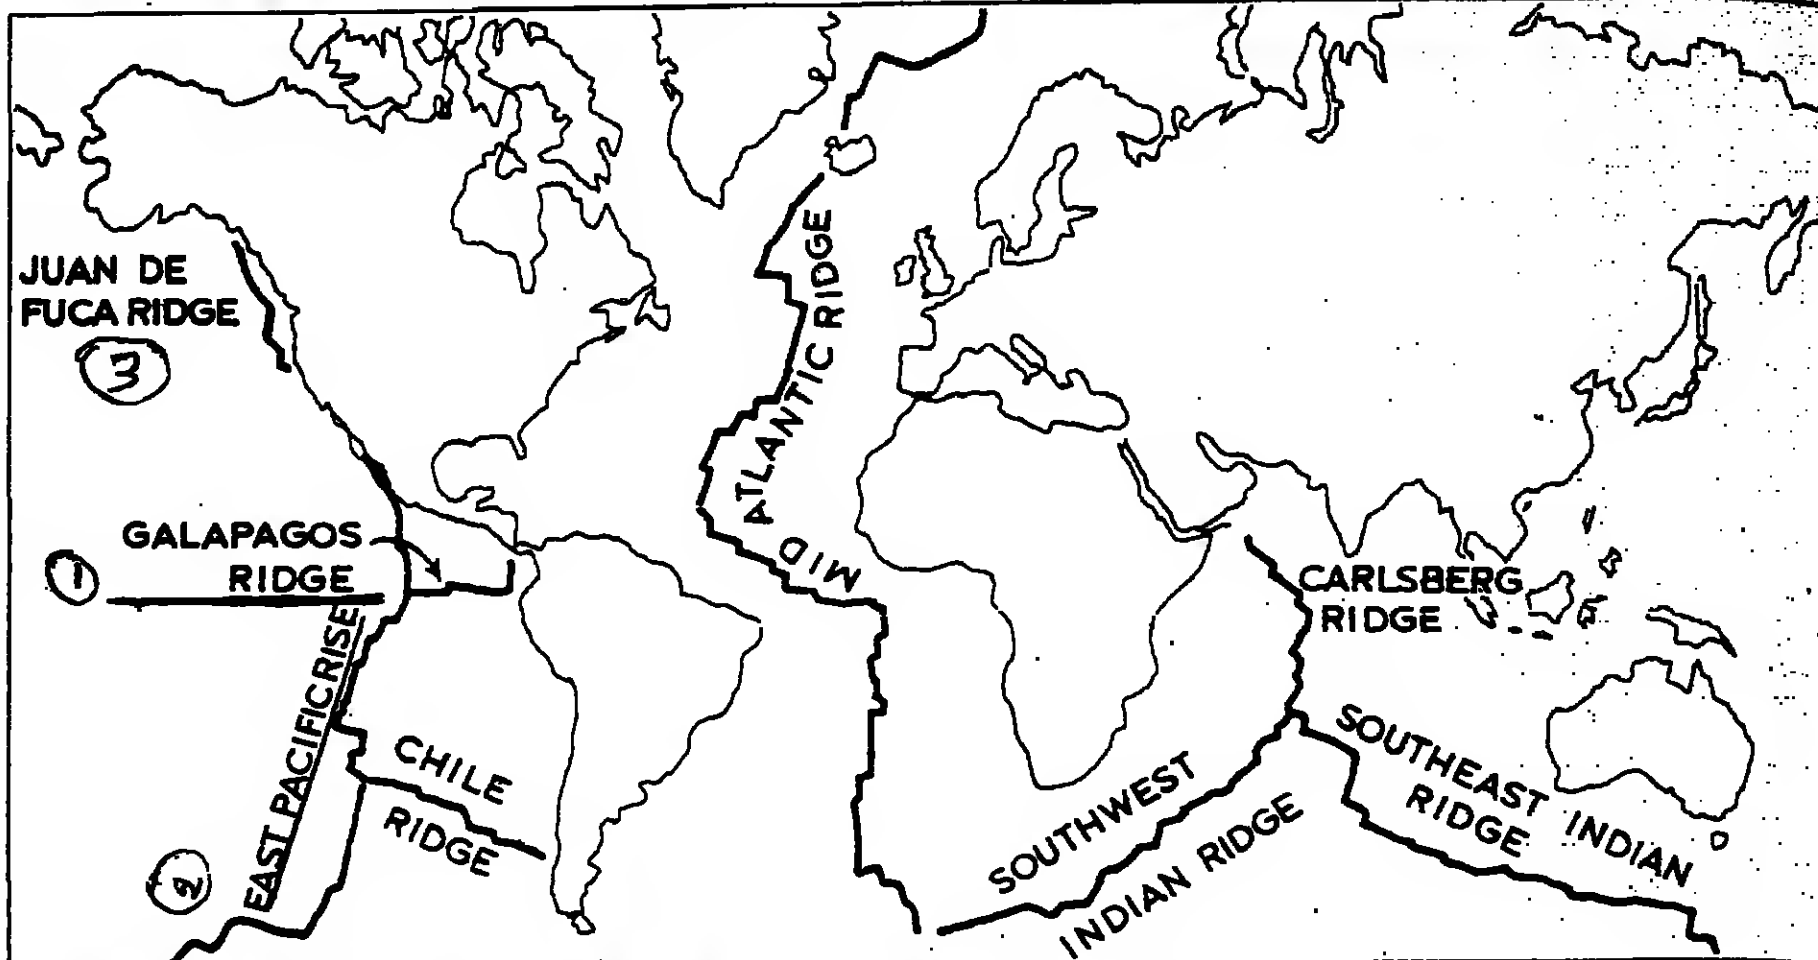 JUAN DE
FUCA RIDGE
3
GALAPAGOS
RIDGE
1
EAST PACIFIC RISE
2
CHILE
RIDGE
MID
ATLANTIC RIDGE
CARLSBERG
RIDGE
SOUTHWEST
INDIAN RIDGE
SOUTHEAST INDIAN
RIDGE